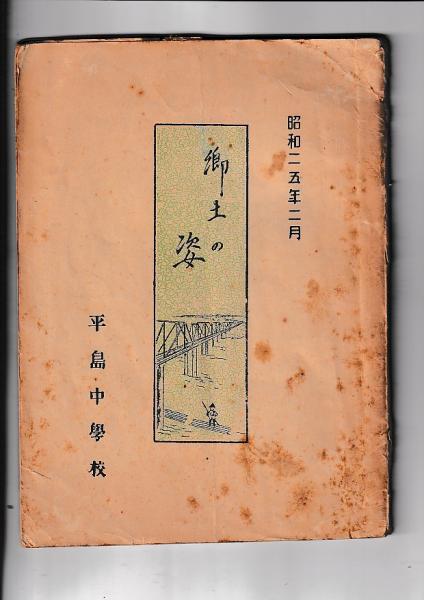 昭和二五年二月
郷土の
姿
平島中學校